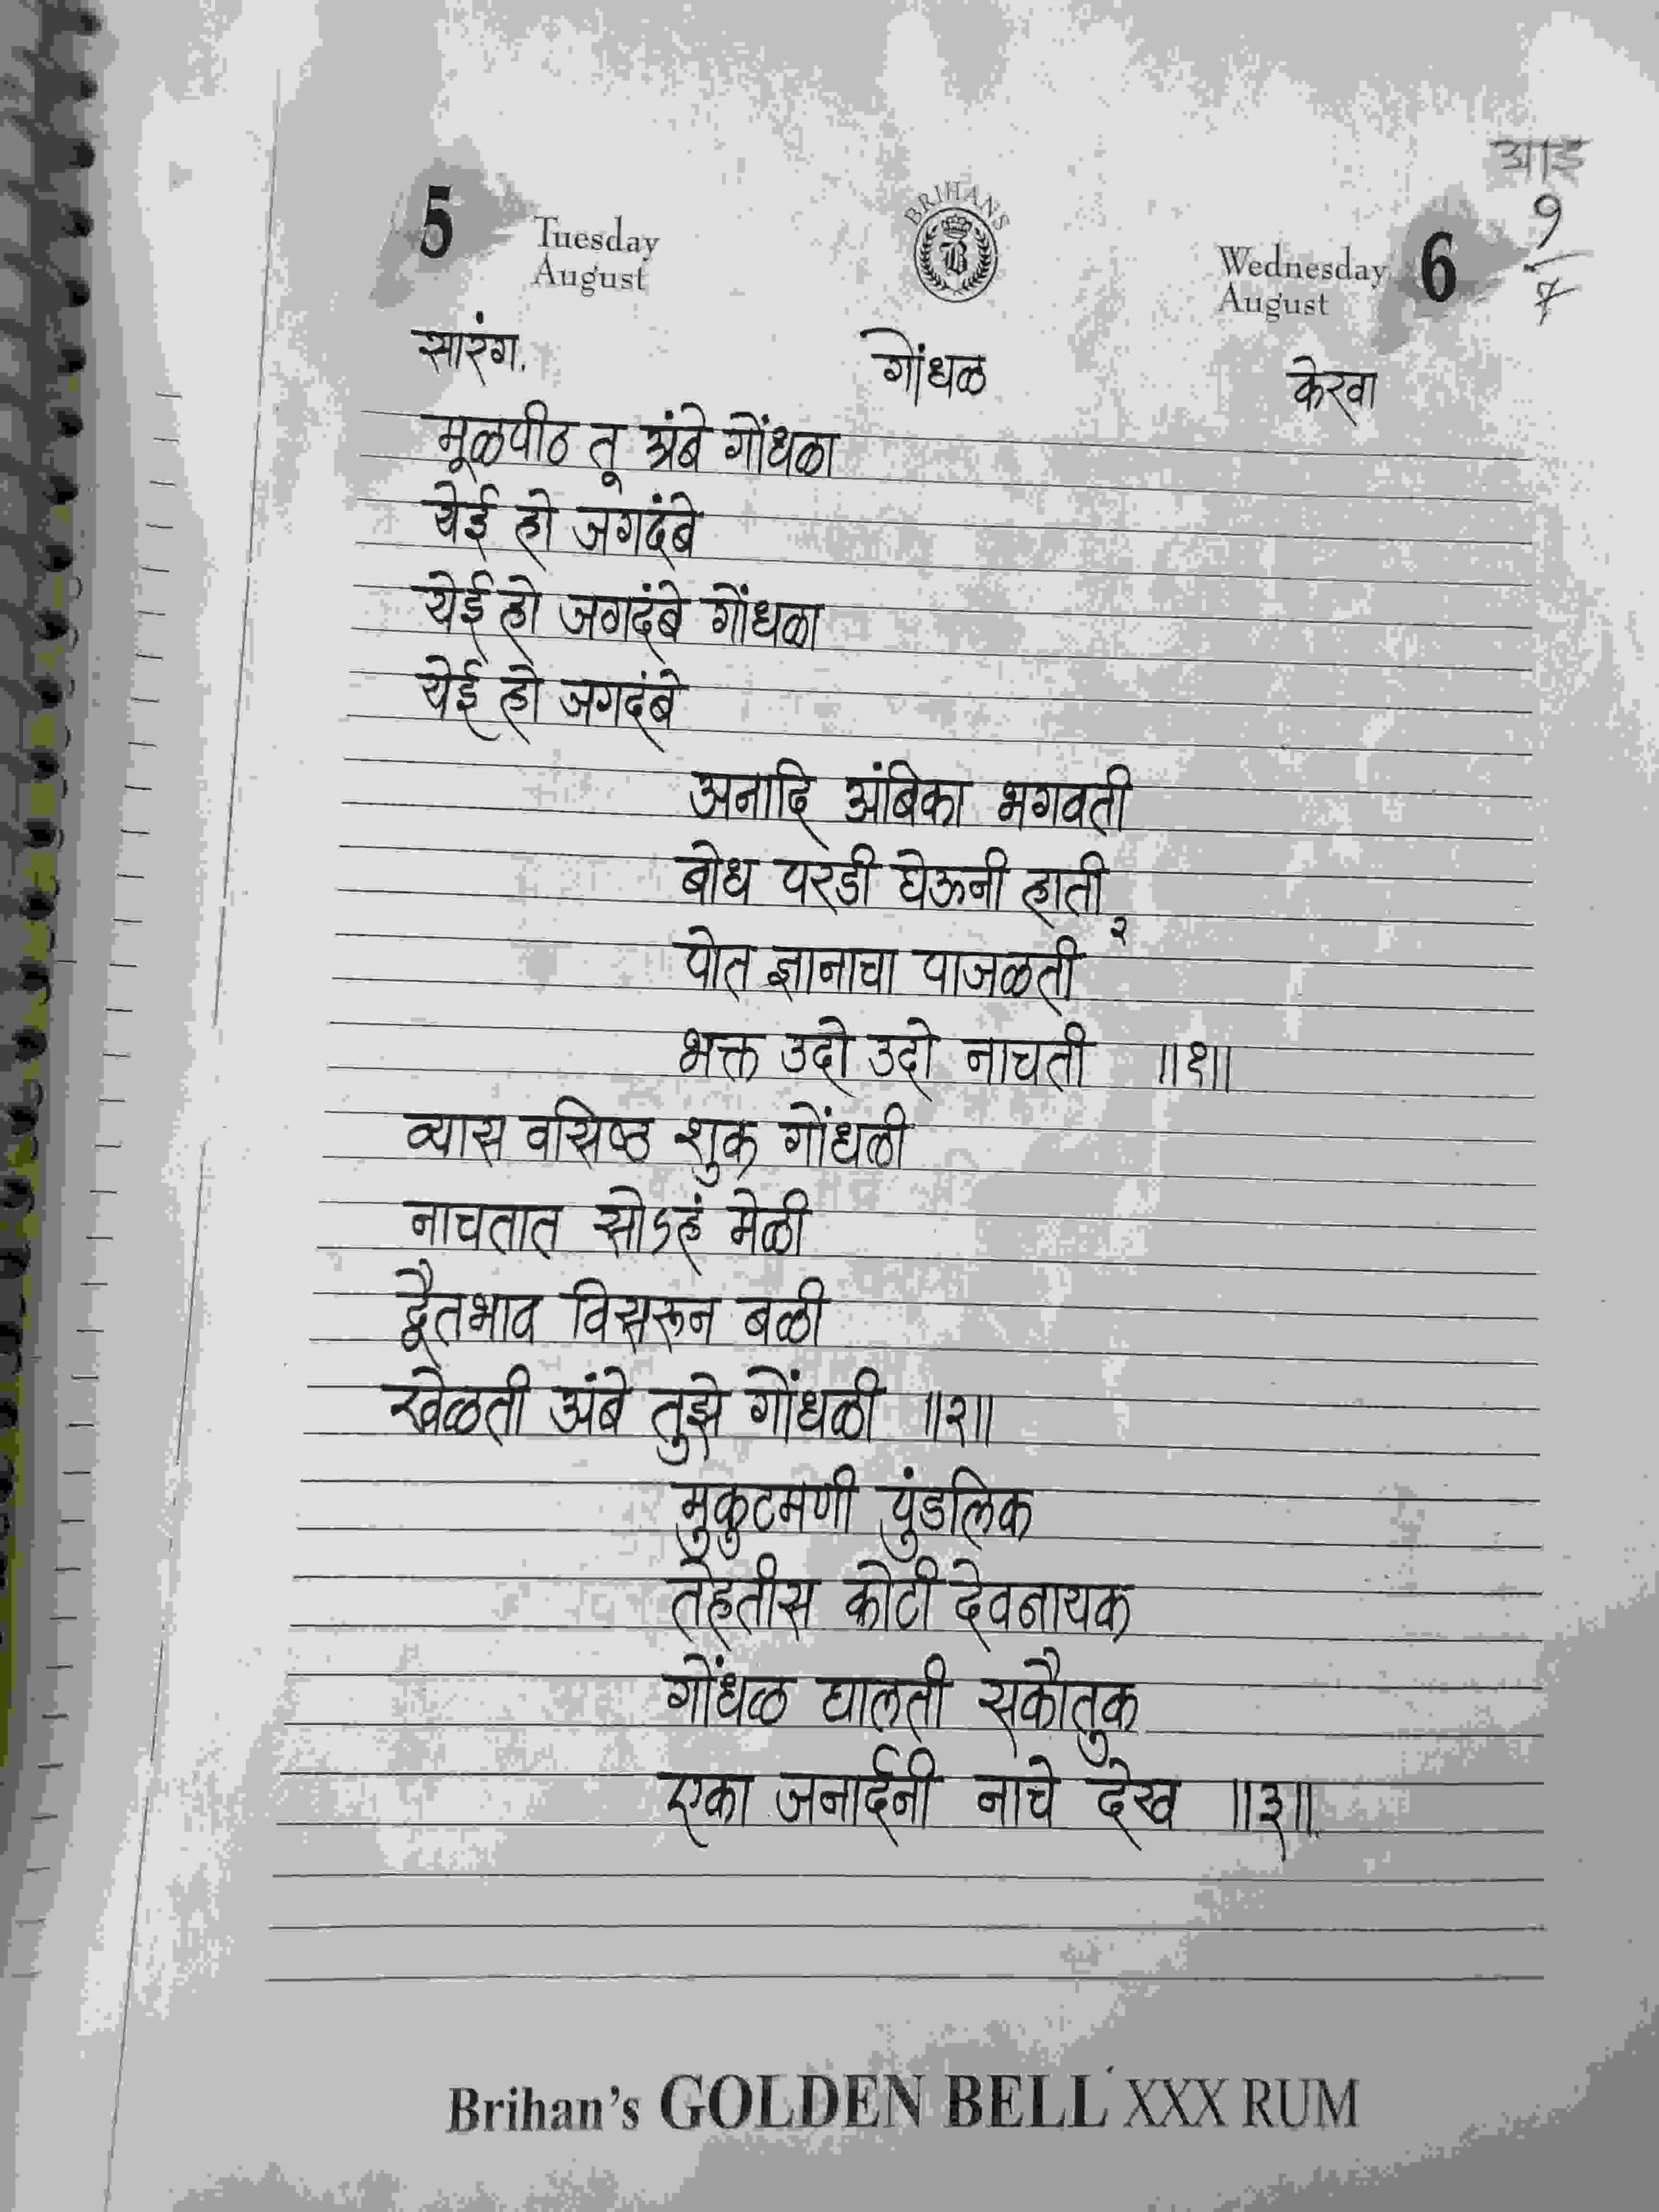 आइ
9
7
5 Tuesday August
BRIHANS
B
Wednesday August 6
सारंग. गोंधळ केरवा
मूळपीठ तू अंबे गोंधळा
येई हो जगदंबे
येई हो जगदंबे गोंधळा
येई हो जगदंबे
अनादि अंबिका भगवती
बोध परडी घेऊनी हाती
२
पोत ज्ञानाचा पाजळती
भक्त उदो उदो नाचती ॥१॥
व्यास वसिष्ठ शुक्र गोंधळी
नाचतात सोऽहं मेळी
द्वैतभाव विसरून बळी
खेळती अंबे तुझे गोंधळी ॥२॥
मुकुटमणी पुंडलिक
तेहतीस कोटी देवनायक
गोंधळ घालती सकौतुक
एका जनार्दनी नाचे देख ॥३॥
Brihan's GOLDEN BELL XXX RUM